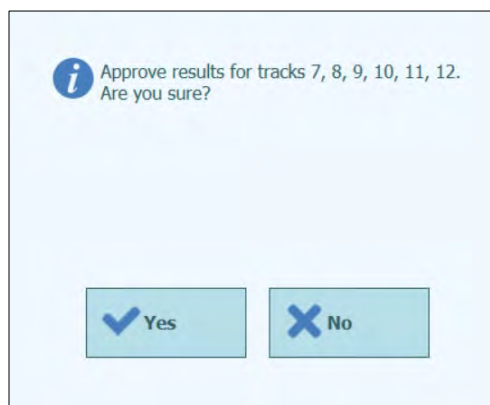 Approve results for tracks 7, 8, 9, 10, 11, 12.
Are you sure?
Yes
No